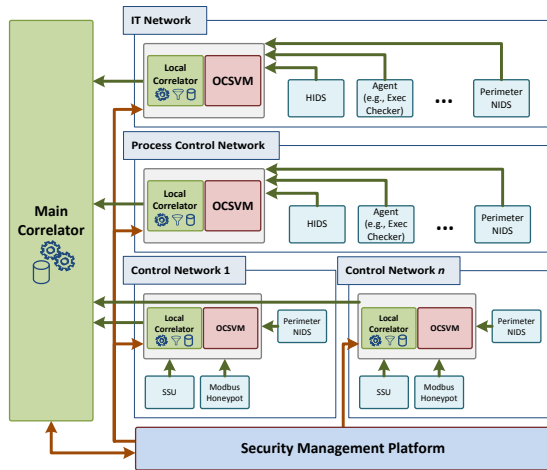 IT Network
Local
Correlator
OCSVM
HIDS
Agent
(e.g., Exec
Checker)
...
Perimeter
NIDS
Process Control Network
Local
Correlator
OCSVM
HIDS
Agent
(e.g., Exec
Checker)
...
Perimeter
NIDS
Main
Correlator
Control Network 1
Local
Correlator
OCSVM
Perimeter
NIDS
SSU
Modbus
Honeypot
Control Network n
Local
Correlator
OCSVM
Perimeter
NIDS
SSU
Modbus
Honeypot
Security Management Platform